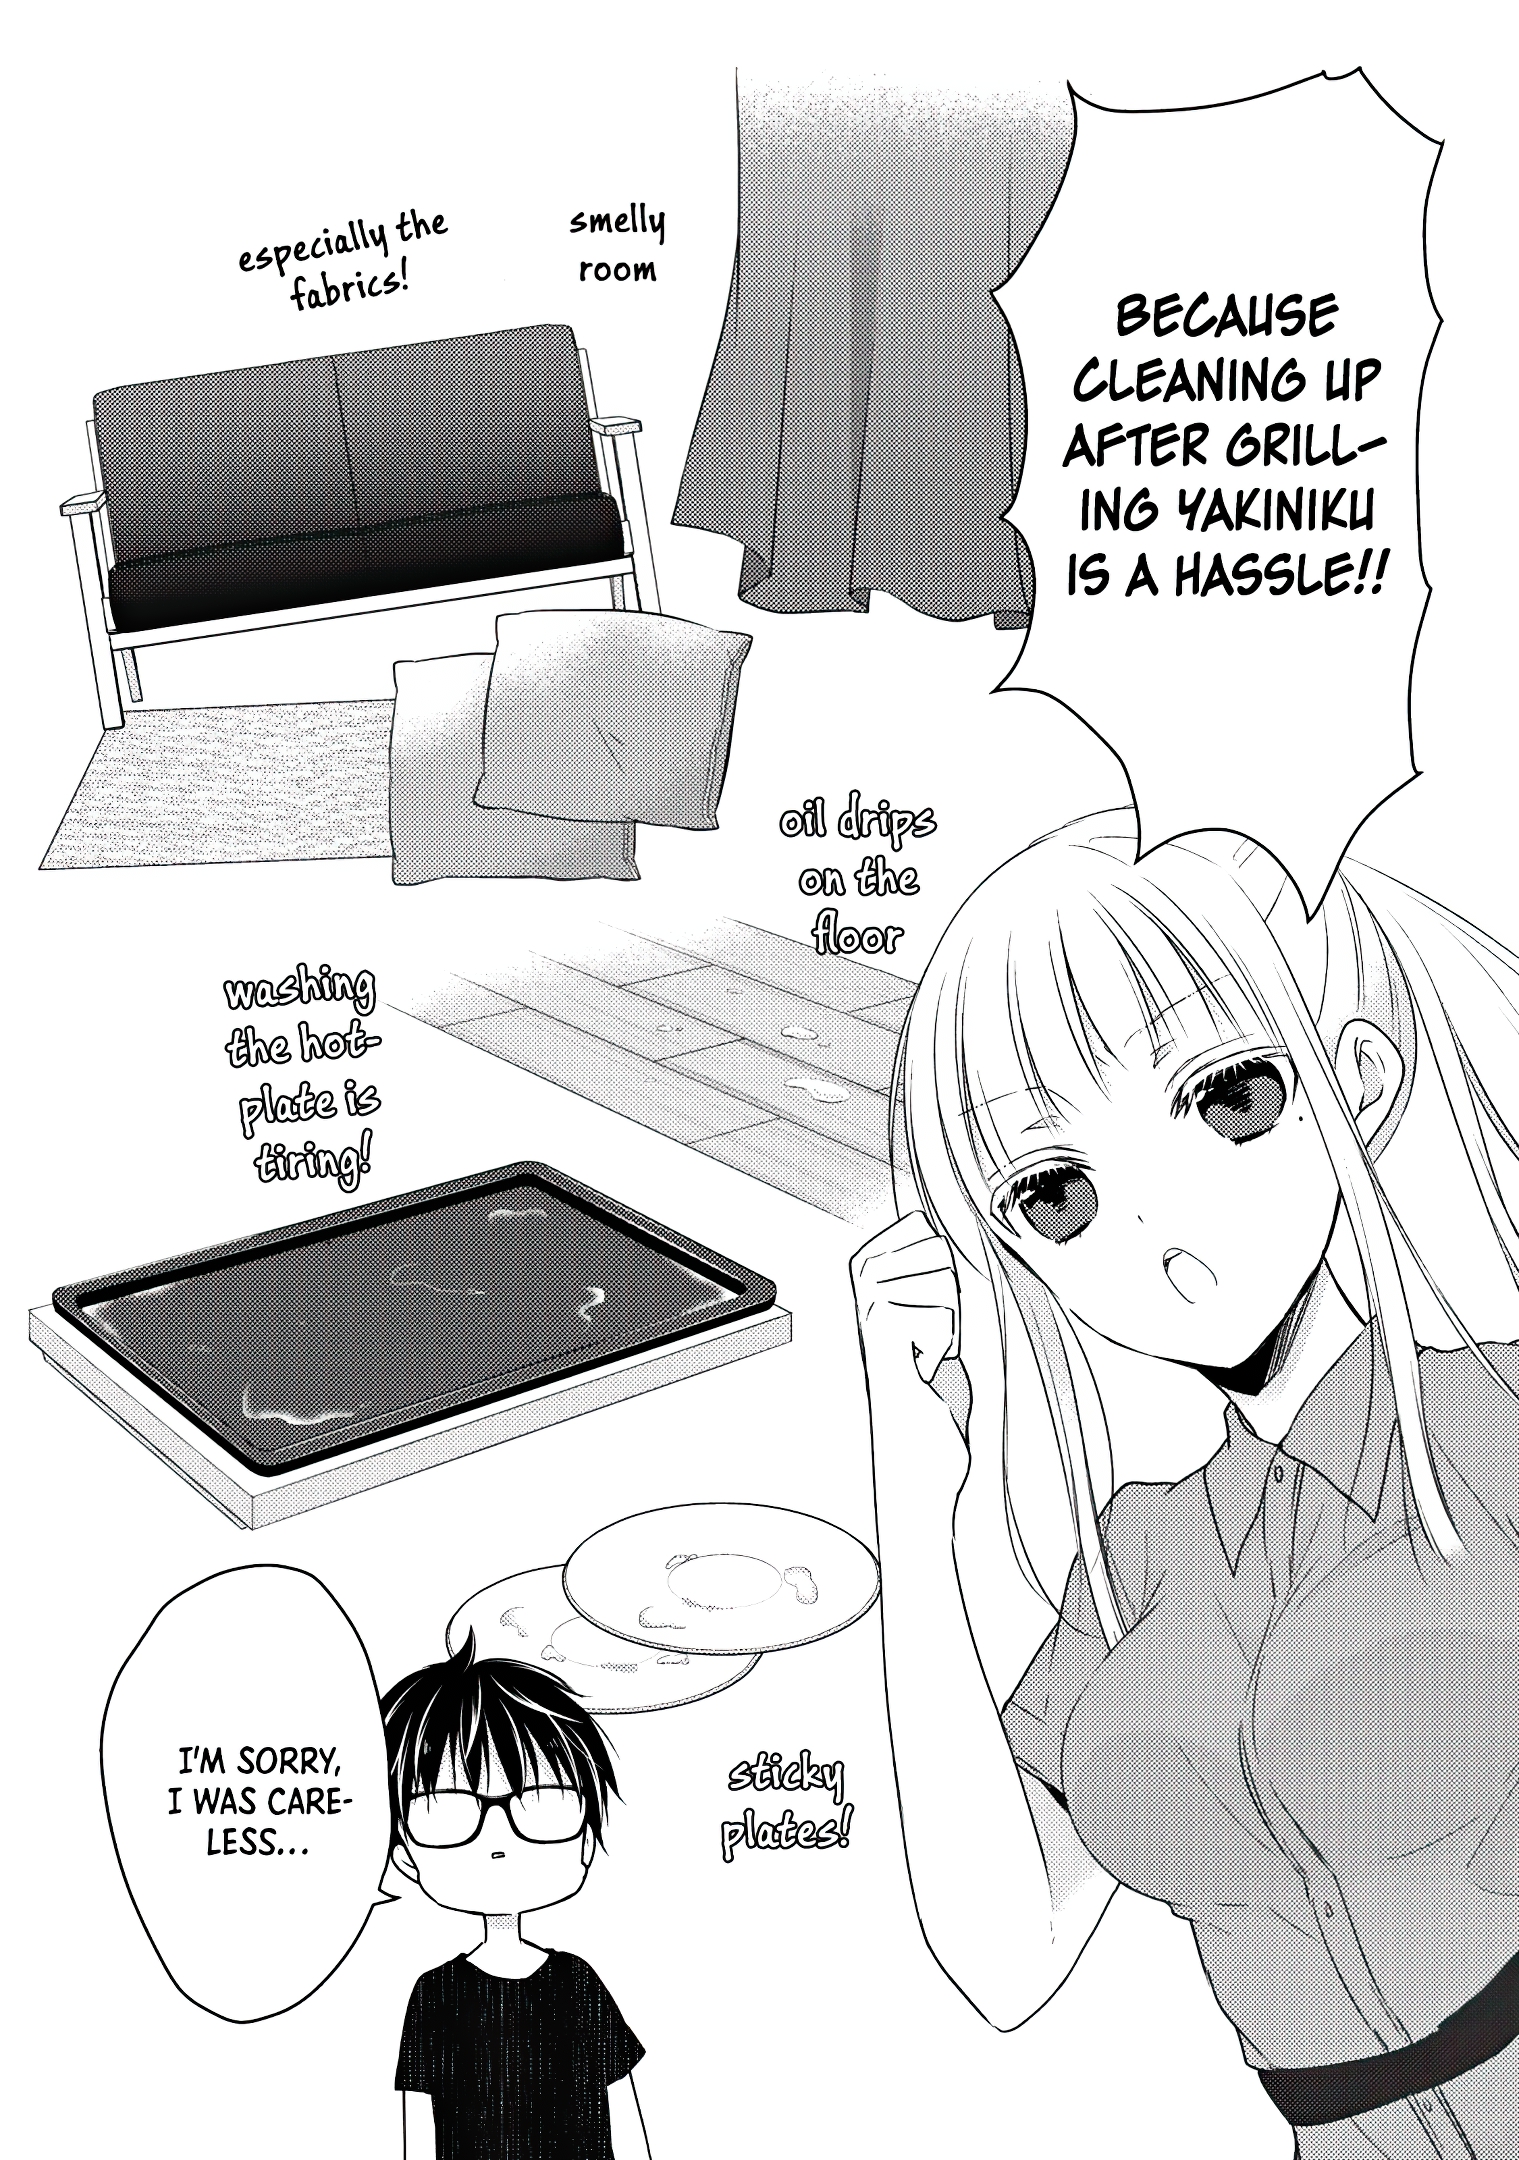 BECAUSE
CLEANING UP
AFTER GRILL-
ING YAKINIKU
IS A HASSLE!!
smelly
room
especially the
fabrics!
oil drips
on the
floor
washing
the hot-
plate is
tiring!
sticky
plates!
I'M SORRY,
I WAS CARE-
LESS...